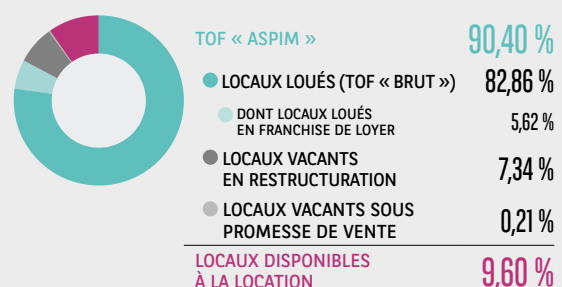 TOF « ASPIM » 90,40 %
LOCAUX LOUÉS (TOF « BRUT ») 82,86 %
DONT LOCAUX LOUÉS
EN FRANCHISE DE LOYER 5,62 %
LOCAUX VACANTS
EN RESTRUCTURATION 7,34 %
LOCAUX VACANTS SOUS
PROMESSE DE VENTE 0,21 %
LOCAUX DISPONIBLES
À LA LOCATION 9,60 %